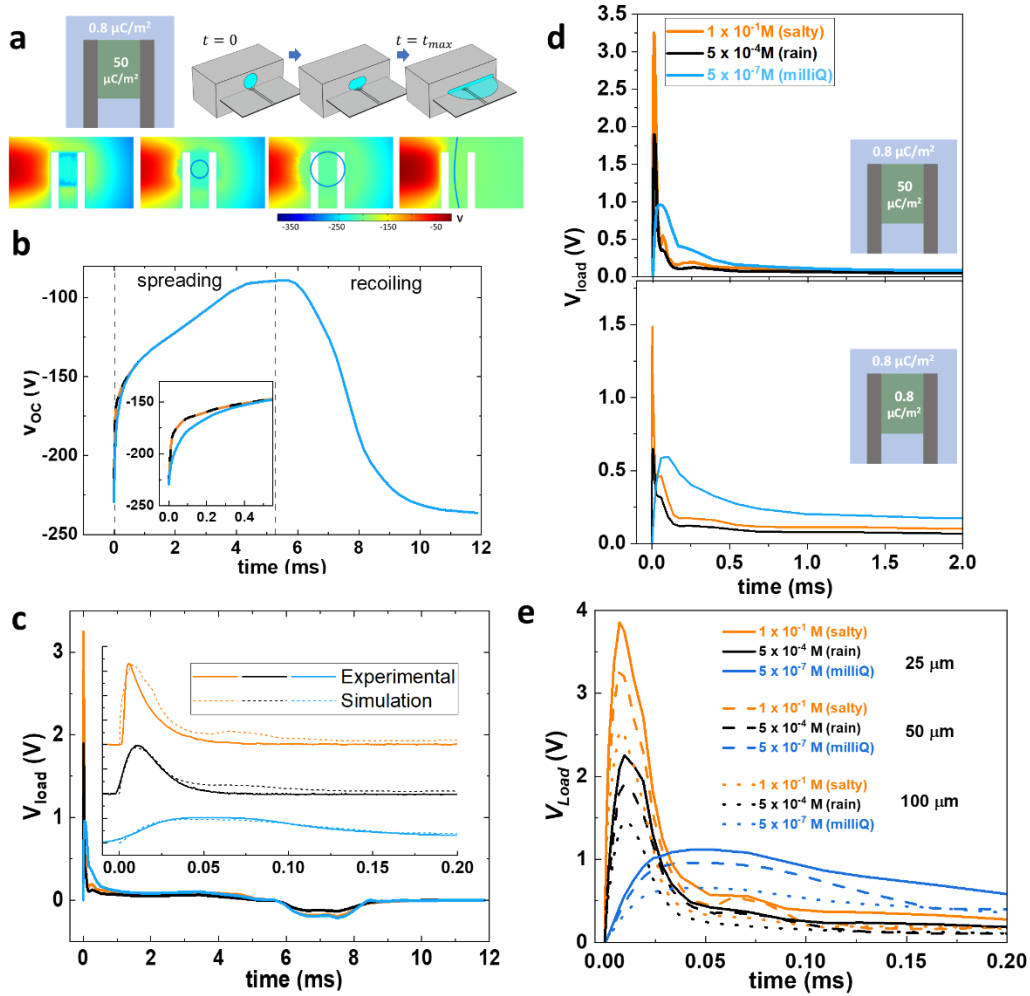 a
0.8 µC/m²
50
µC/m²
t = 0
t = t_max
-350
-250
-150
-50
V
b
spreading
recoiling
-100
-150
-200
-250
V_OC (V)
-150
-200
-250
0.0
0.2
0.4
0
2
4
6
8
10
12
time (ms)
c
Experimental
Simulation
3
2
1
0
V_load (V)
0.00
0.05
0.10
0.15
0.20
0
2
4
6
8
10
12
time (ms)
d
1 x 10⁻¹M (salty)
5 x 10⁻⁴M (rain)
5 x 10⁻⁷M (milliQ)
3.5
3.0
2.5
2.0
1.5
1.0
0.5
0.0
0.8 µC/m²
50
µC/m²
V_load (V)
1.5
1.0
0.5
0.0
0.8 µC/m²
0.8
µC/m²
0.0
0.5
1.0
1.5
2.0
time (ms)
e
1 x 10⁻¹ M (salty)
5 x 10⁻⁴ M (rain)
5 x 10⁻⁷ M (milliQ)
25 µm
1 x 10⁻¹ M (salty)
5 x 10⁻⁴ M (rain)
5 x 10⁻⁷ M (milliQ)
50 µm
1 x 10⁻¹ M (salty)
5 x 10⁻⁴ M (rain)
5 x 10⁻⁷ M (milliQ)
100 µm
4
3
2
1
0
V_Load (V)
0.00
0.05
0.10
0.15
0.20
time (ms)